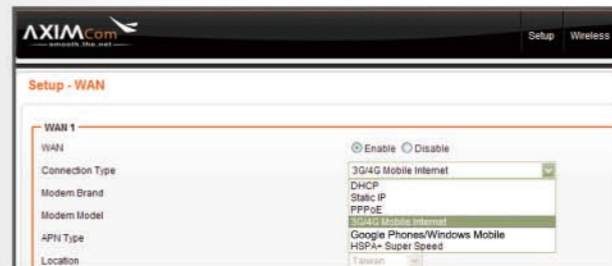 AXIMCom
smooth.the.net
Setup Wireless
Setup - WAN
WAN 1
WAN Enable Disable
Connection Type 3G/4G Mobile Internet
DHCP
Modem Brand Static IP
PPPoE
Modem Model 3G/4G Mobile Internet
APN Type Google Phones/Windows Mobile
HSPA+ Super Speed
Location Taiwan